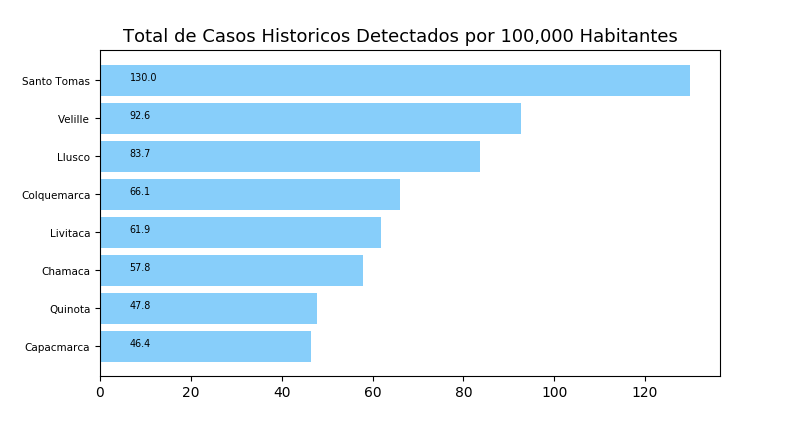 Total de Casos Historicos Detectados por 100,000 Habitantes
Santo Tomas 130.0
Velille 92.6
Llusco 83.7
Colquemarca 66.1
Livitaca 61.9
Chamaca 57.8
Quinota 47.8
Capacmarca 46.4
0 20 40 60 80 100 120